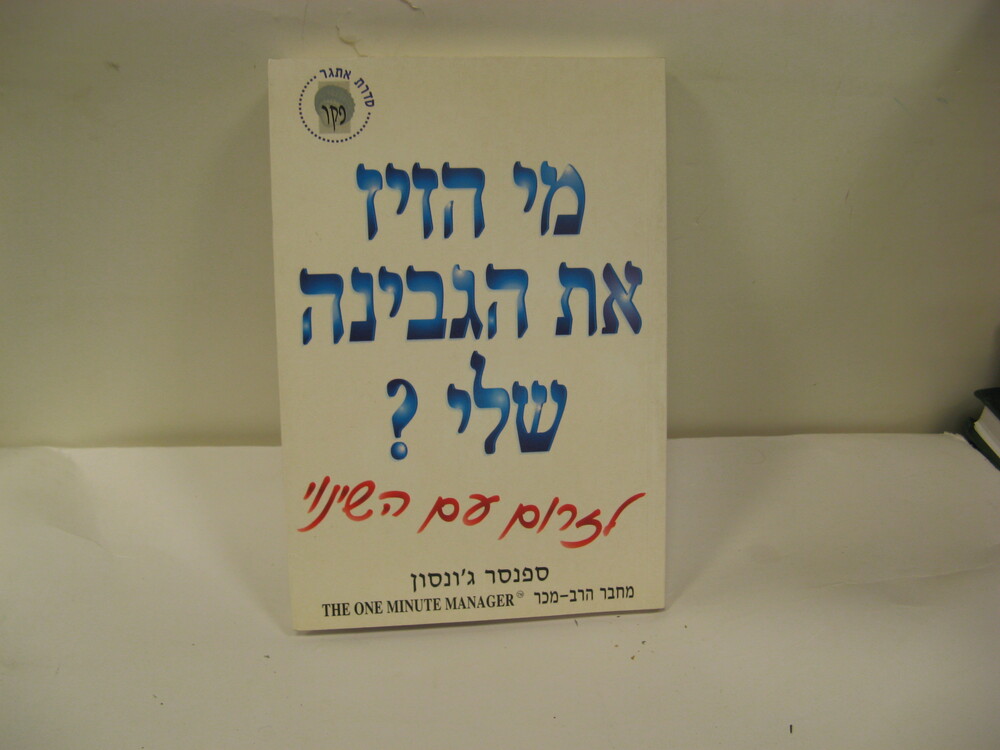 סדרת אתגר
פקר
מי הזיז
את הגבינה
שלי ?
לזרום עם השינוי
ספנסר ג'ונסון
מחבר הרב-מכר THE ONE MINUTE MANAGER™